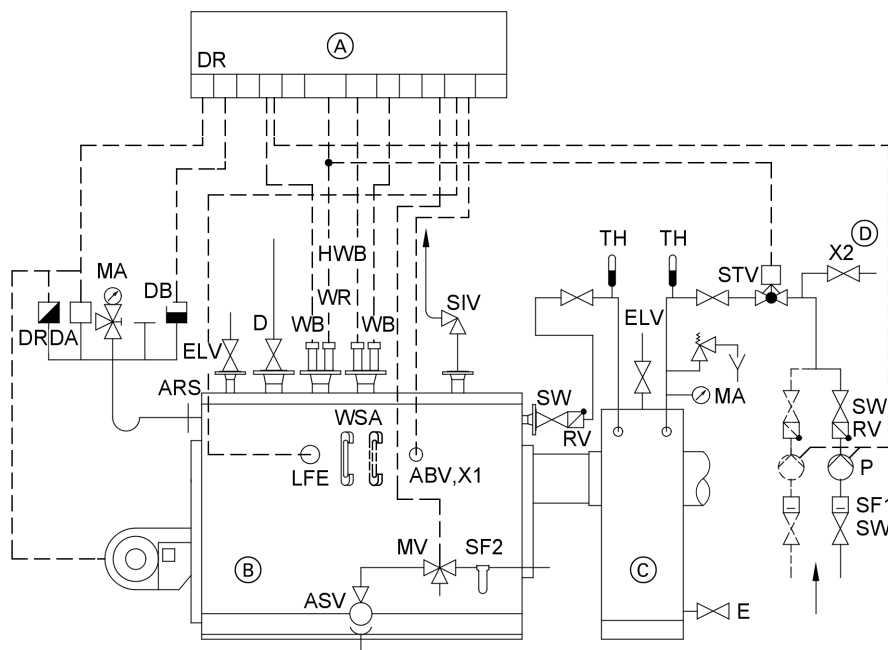 A
DR
D
X2
TH
TH
STV
HWB
MA
DB
WR
SIV
D
WB
WB
ELV
DR
DA
ELV
ARS
SW
MA
SW
WSA
RV
RV
LFE
ABV,X1
P
SF1
MV
SF2
SW
B
C
ASV
E